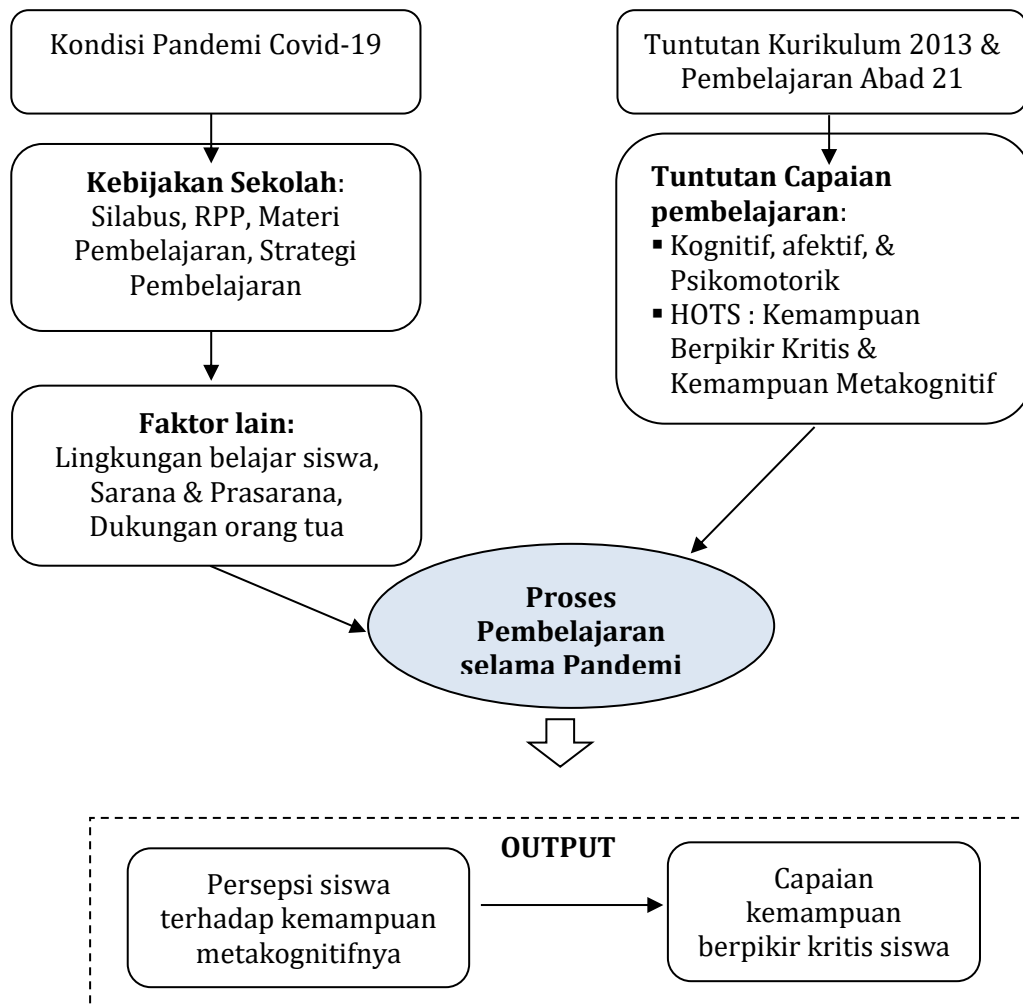 Kondisi Pandemi Covid-19
Tuntutan Kurikulum 2013 &
Pembelajaran Abad 21
Kebijakan Sekolah:
Silabus, RPP, Materi
Pembelajaran, Strategi
Pembelajaran
Tuntutan Capaian
pembelajaran:
▪ Kognitif, afektif, &
Psikomotorik
▪ HOTS : Kemampuan
Berpikir Kritis &
Kemampuan Metakognitif
Faktor lain:
Lingkungan belajar siswa,
Sarana & Prasarana,
Dukungan orang tua
Proses
Pembelajaran
selama Pandemi
OUTPUT
Persepsi siswa
terhadap kemampuan
metakognitifnya
Capaian
kemampuan
berpikir kritis siswa